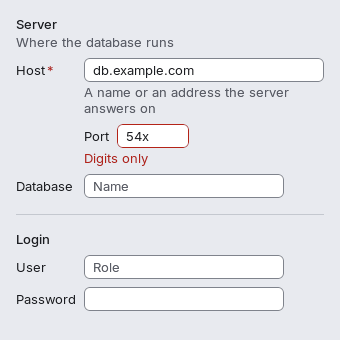 Server
Where the database runs
Host*
db.example.com
A name or an address the server
answers on
Port 54x
Digits only
Database Name
Login
User Role
Password